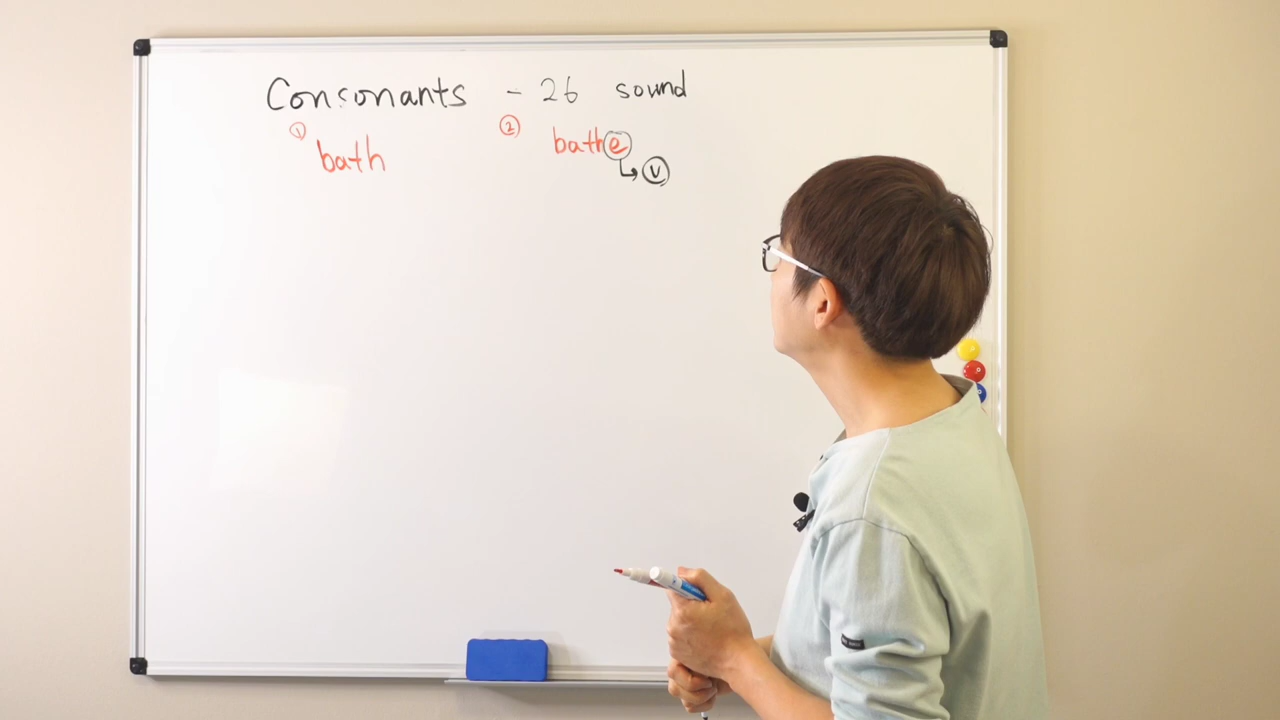 Consonants - 26 sound
① bath ② bathe
↳ Ⓥ